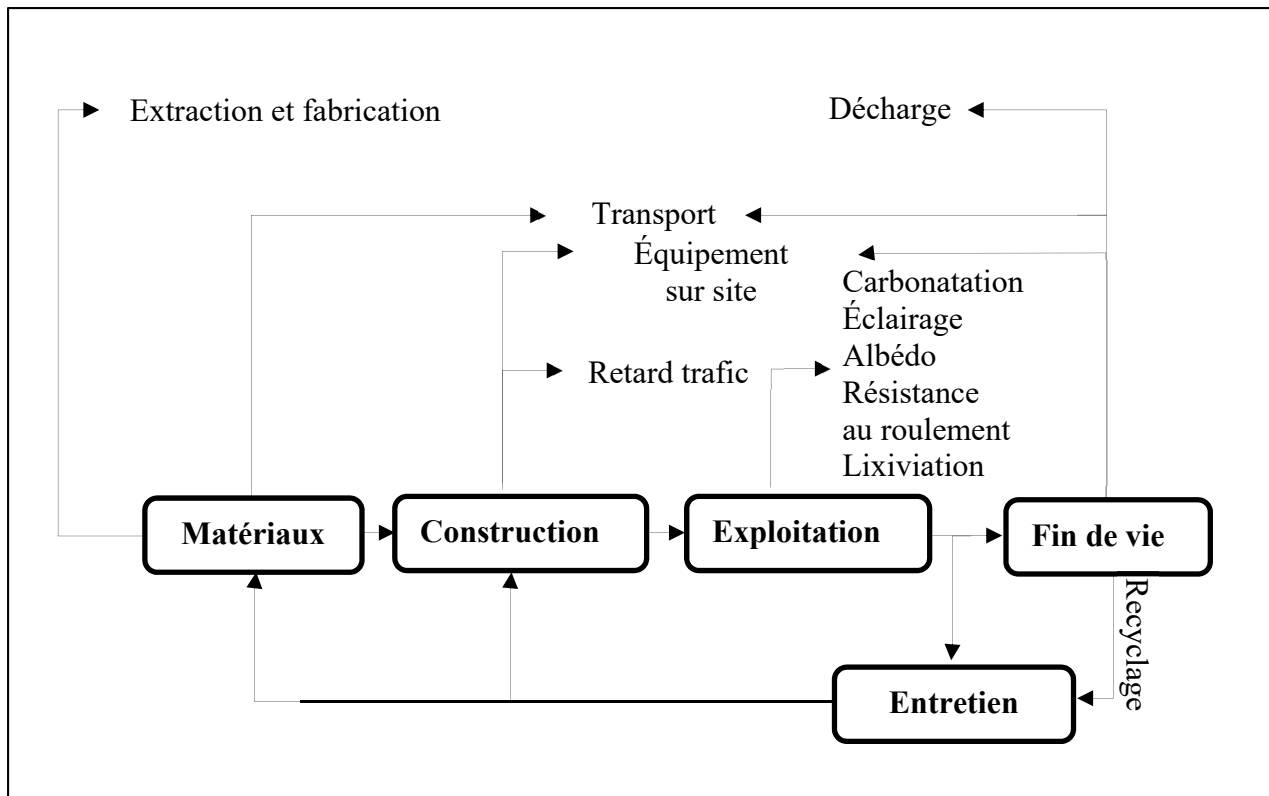 Extraction et fabrication
Décharge
Transport
Équipement
sur site
Carbonatation
Éclairage
Albédo
Résistance
au roulement
Lixiviation
Retard trafic
Matériaux
Construction
Exploitation
Fin de vie
Recyclage
Entretien